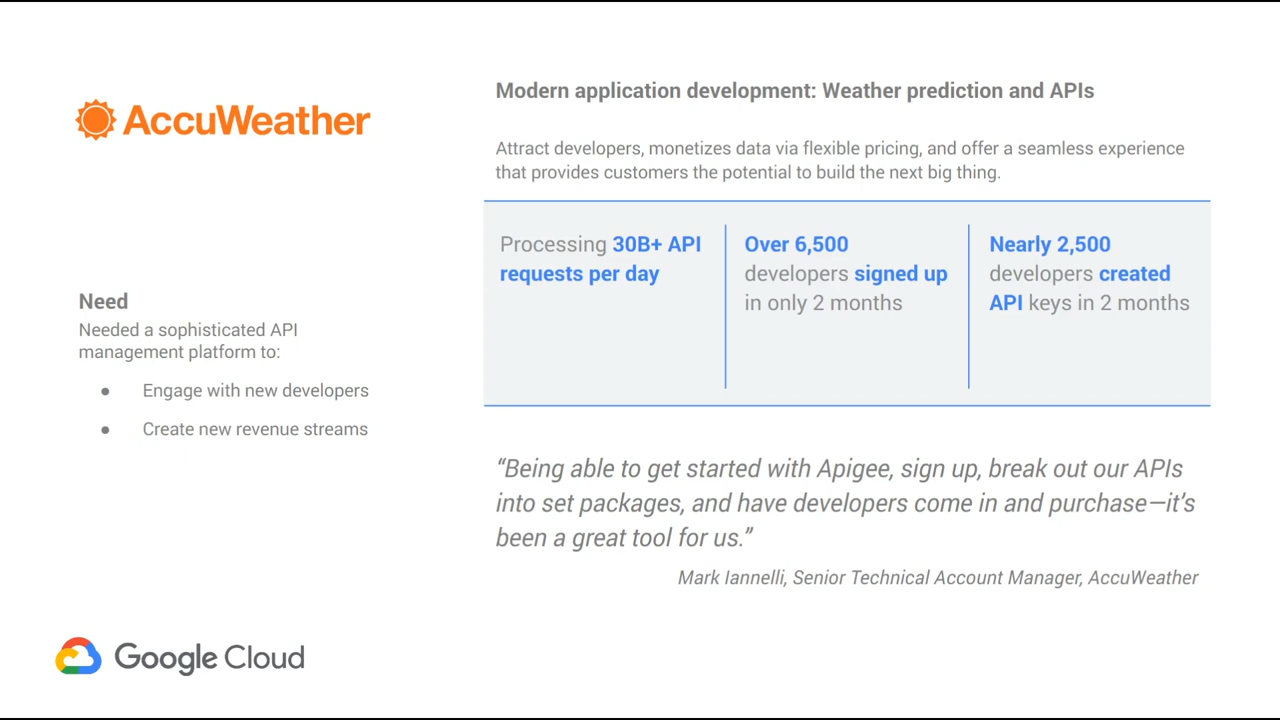 AccuWeather
Need
Needed a sophisticated API
management platform to:
● Engage with new developers
● Create new revenue streams
Modern application development: Weather prediction and APIs
Attract developers, monetizes data via flexible pricing, and offer a seamless experience
that provides customers the potential to build the next big thing.
Processing 30B+ API
requests per day
Over 6,500
developers signed up
in only 2 months
Nearly 2,500
developers created
API keys in 2 months
“Being able to get started with Apigee, sign up, break out our APIs
into set packages, and have developers come in and purchase—it’s
been a great tool for us.”
Mark Iannelli, Senior Technical Account Manager, AccuWeather
Google Cloud